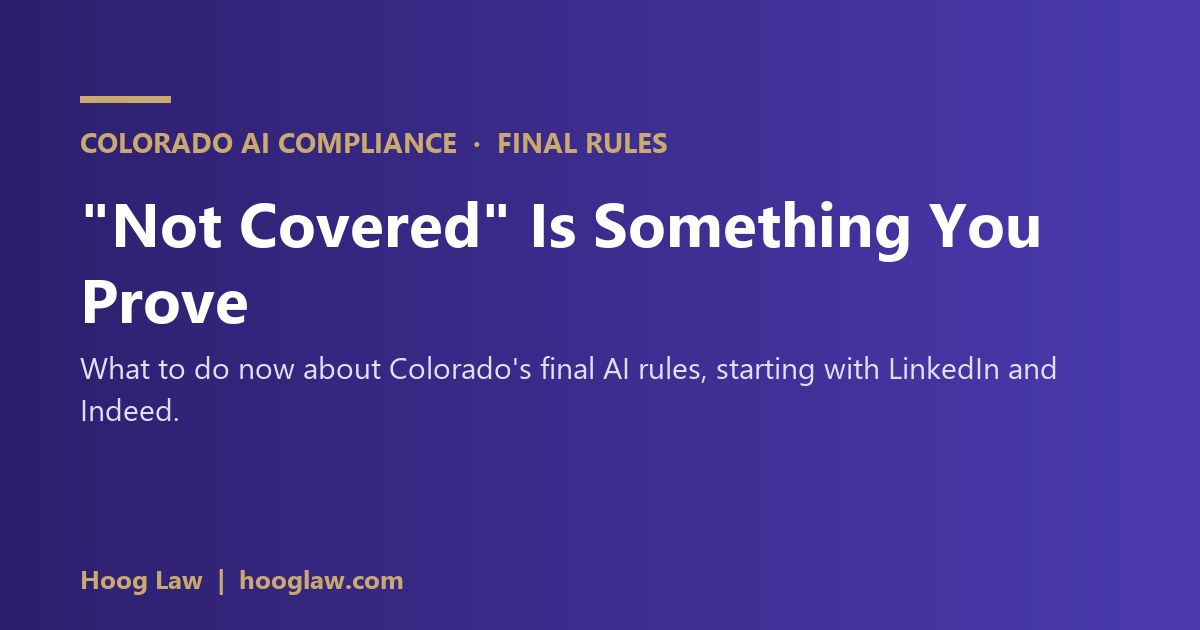 COLORADO AI COMPLIANCE · FINAL RULES
"Not Covered" Is Something You
Prove
What to do now about Colorado's final AI rules, starting with LinkedIn and
Indeed.
Hoog Law | hooglaw.com